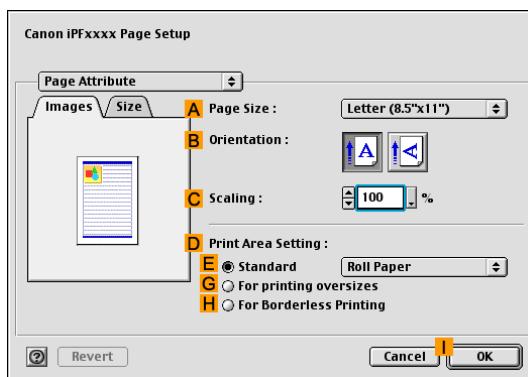 Canon iPFxxxx Page Setup
Page Attribute
Images Size
A Page Size : Letter (8.5"x11")
B Orientation :
A A
C Scaling : 100 %
D Print Area Setting :
E Standard Roll Paper
G For printing oversizes
H For Borderless Printing
I
? Revert Cancel OK